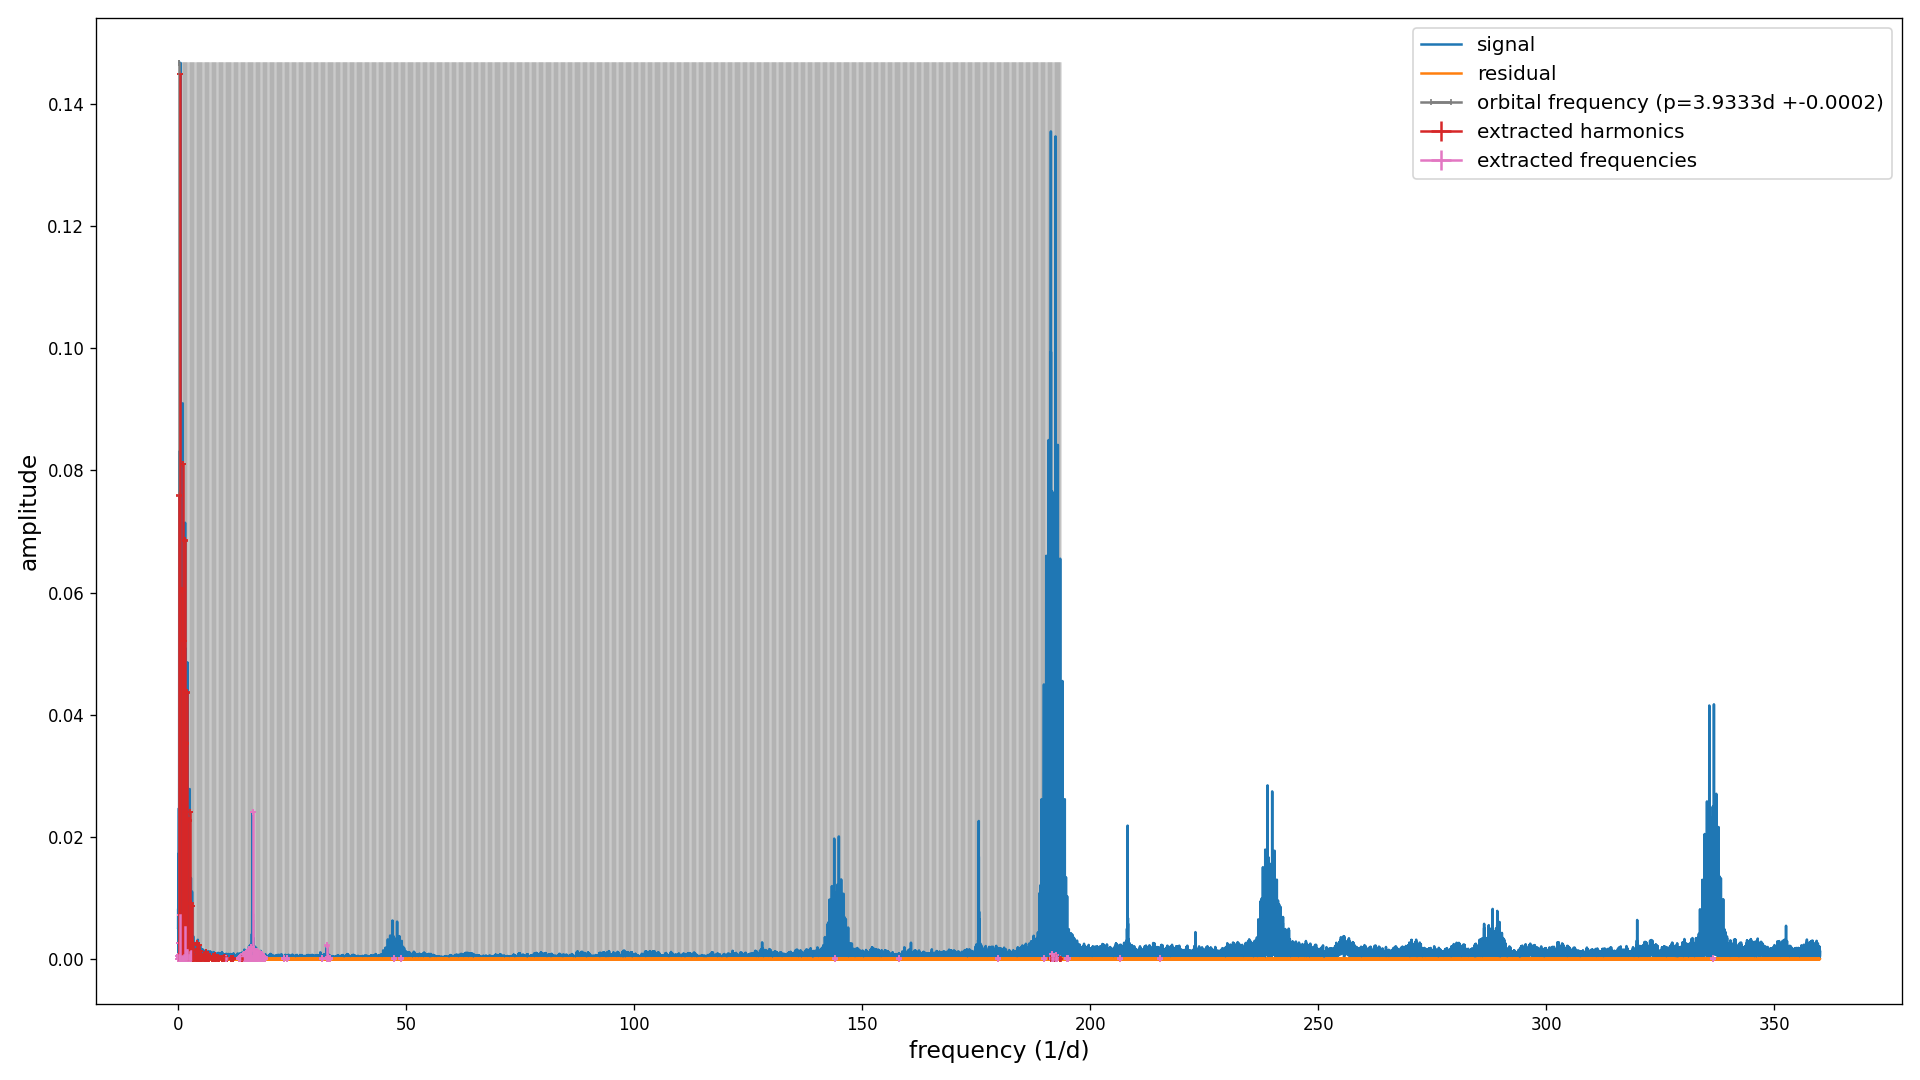 signal
residual
orbital frequency (p=3.9333d +-0.0002)
extracted harmonics
extracted frequencies
0.14
0.12
0.10
0.08
0.06
0.04
0.02
0.00
amplitude
0 50 100 150 200 250 300 350
frequency (1/d)